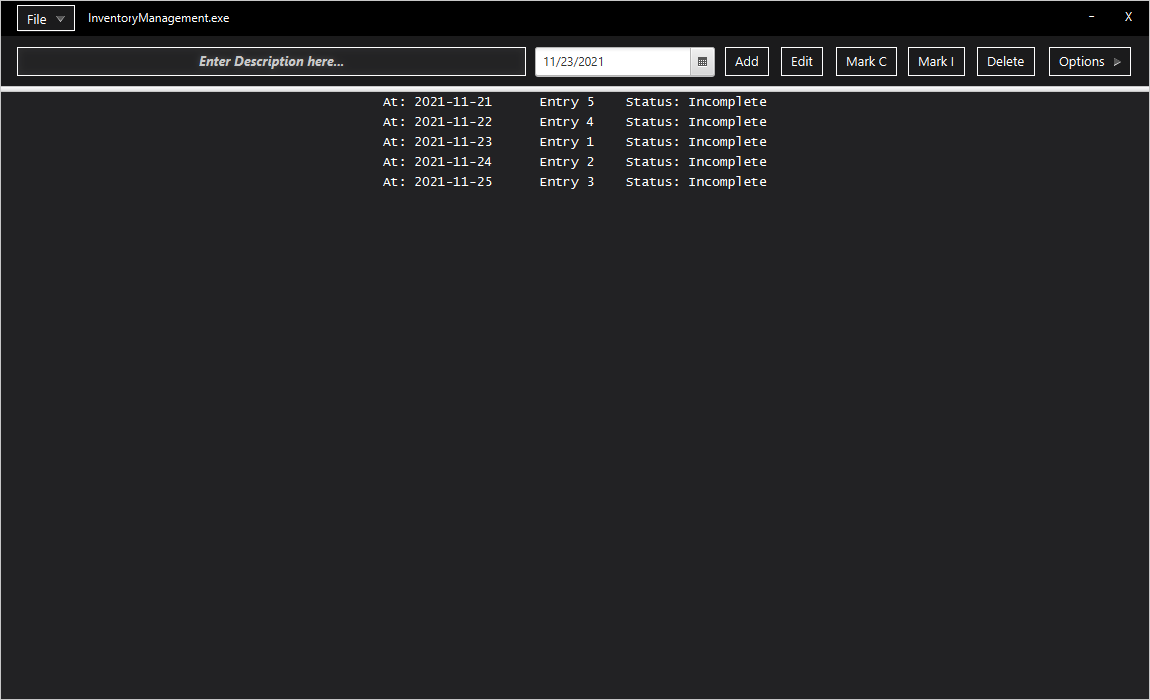 File InventoryManagement.exe - X
Enter Description here... 11/23/2021 Add Edit Mark C Mark I Delete Options
At: 2021-11-21 Entry 5 Status: Incomplete
At: 2021-11-22 Entry 4 Status: Incomplete
At: 2021-11-23 Entry 1 Status: Incomplete
At: 2021-11-24 Entry 2 Status: Incomplete
At: 2021-11-25 Entry 3 Status: Incomplete